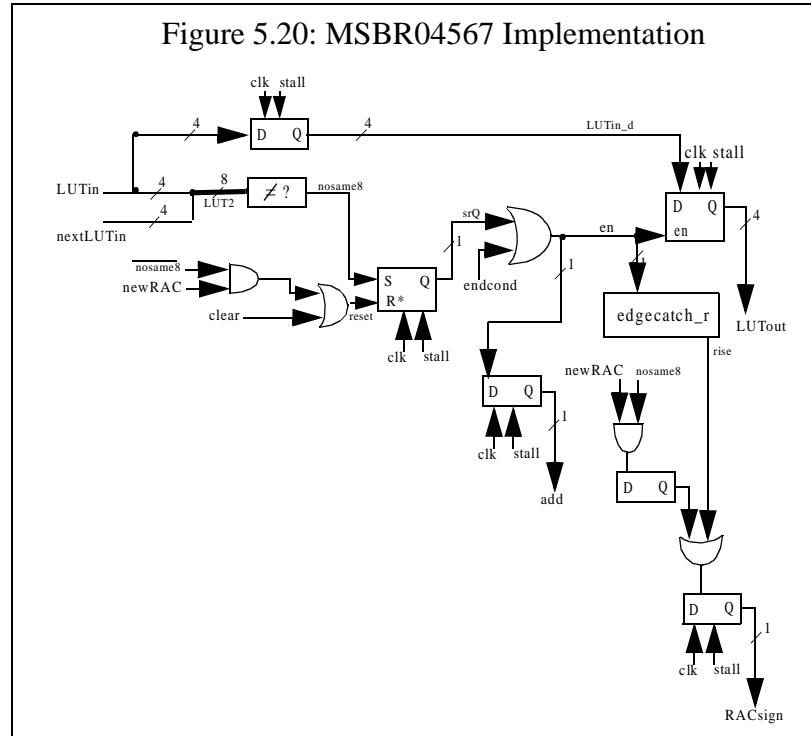 Figure 5.20: MSBR04567 Implementation
clk stall
4
D Q
4
LUTin_d
clk stall
LUTin
4
8
LUT2
≠ ?
nosame8
D Q
en
4
nextLUTin
4
srQ
1
en
1
nosame8
newRAC
S Q
R*
endcond
1
edgecatch_r
LUTout
clear
reset
clk stall
rise
D Q
newRAC nosame8
clk stall
1
add
D Q
D Q
1
clk stall
RACsign